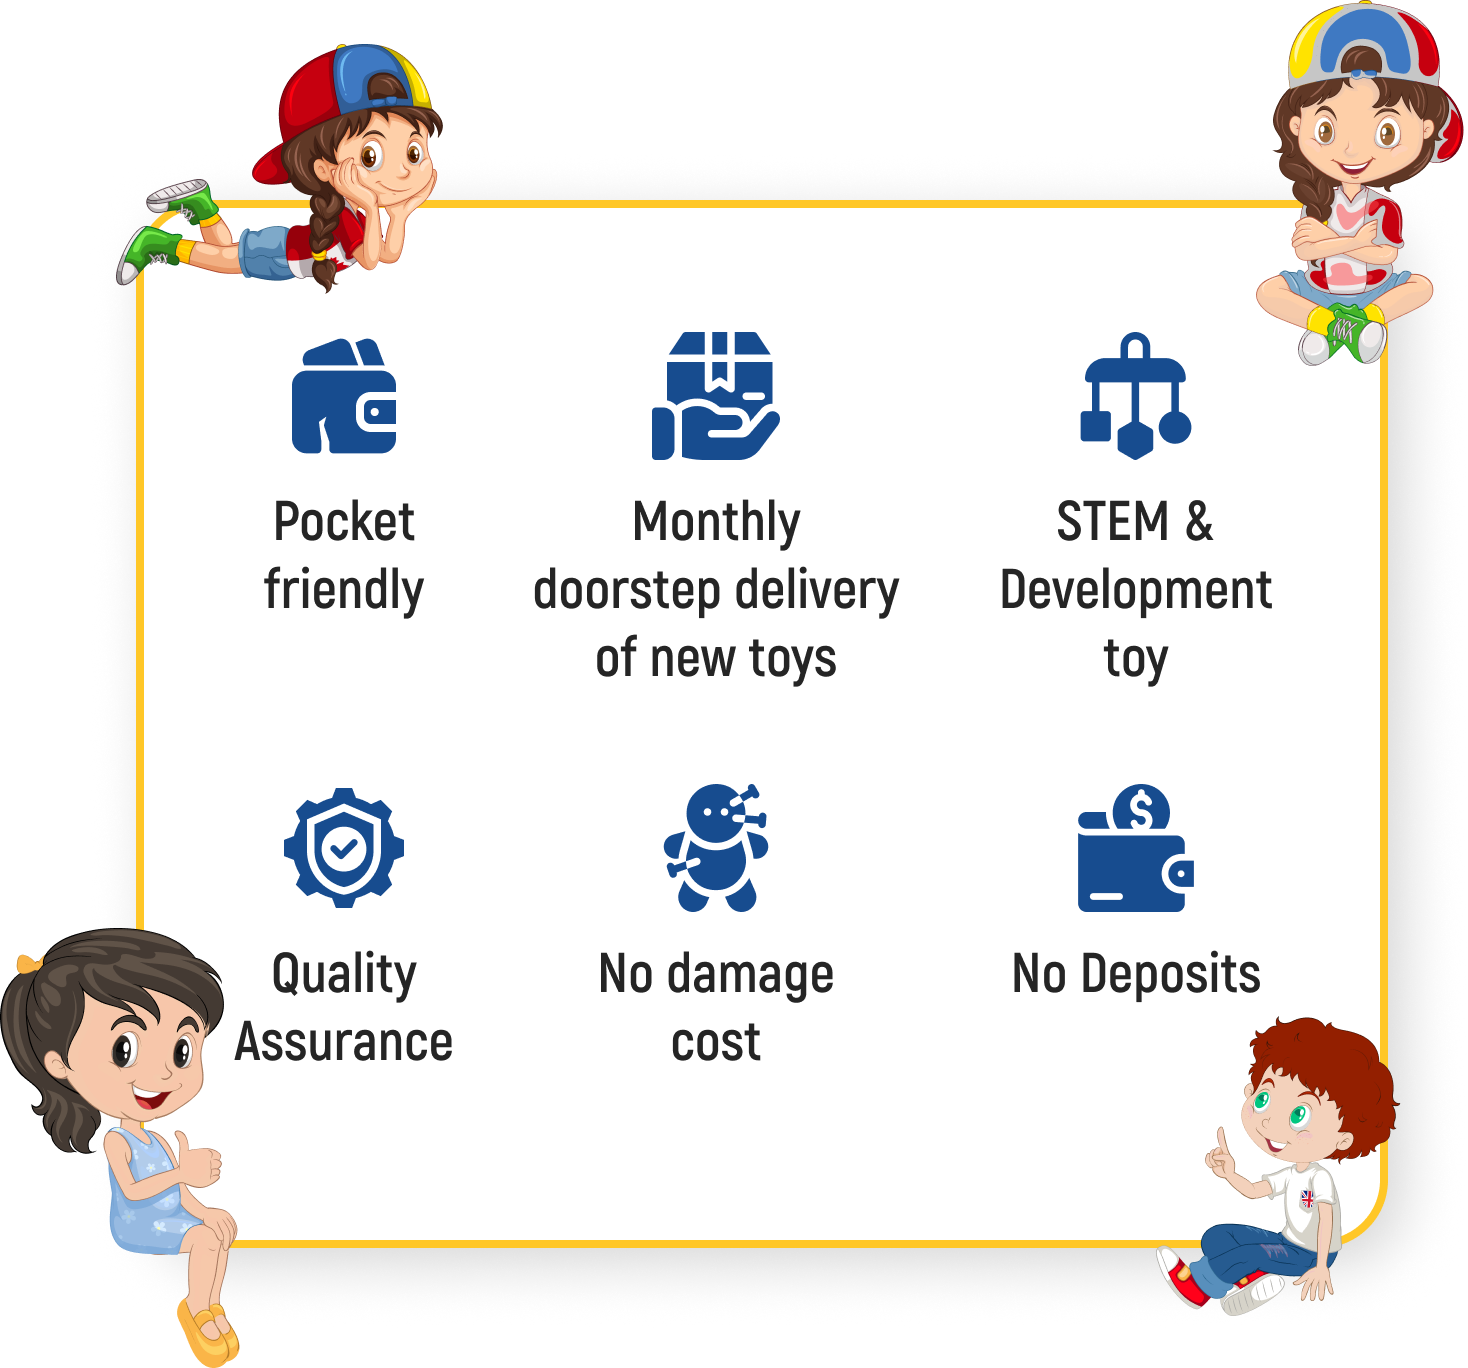 Pocket
friendly
Monthly
doorstep delivery
of new toys
STEM &
Development
toy
Quality
Assurance
No damage
cost
No Deposits